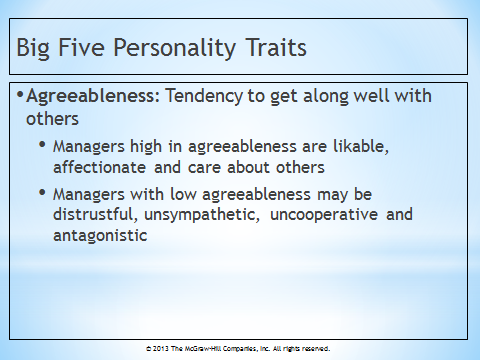 Big Five Personality Traits
•Agreeableness: Tendency to get along well with
others
• Managers high in agreeableness are likable,
affectionate and care about others
• Managers with low agreeableness may be
distrustful, unsympathetic, uncooperative and
antagonistic
© 2013 The McGraw-Hill Companies, Inc. All rights reserved.